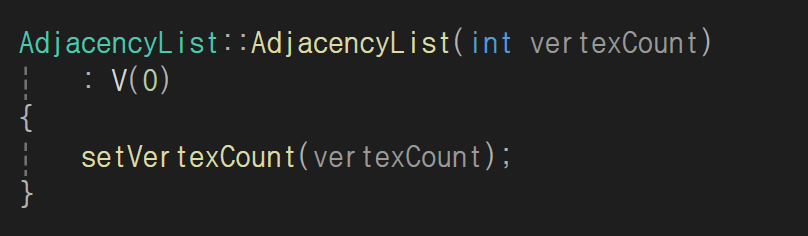 AdjacencyList::AdjacencyList(int vertexCount)
    : V(0)
{
    setVertexCount(vertexCount);
}